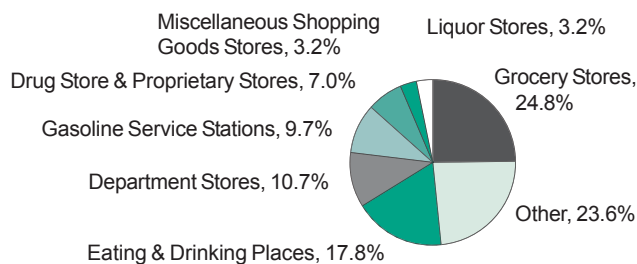 Miscellaneous Shopping
Goods Stores, 3.2%
Liquor Stores, 3.2%
Drug Store & Proprietary Stores, 7.0%
Grocery Stores,
24.8%
Gasoline Service Stations, 9.7%
Department Stores, 10.7%
Other, 23.6%
Eating & Drinking Places, 17.8%